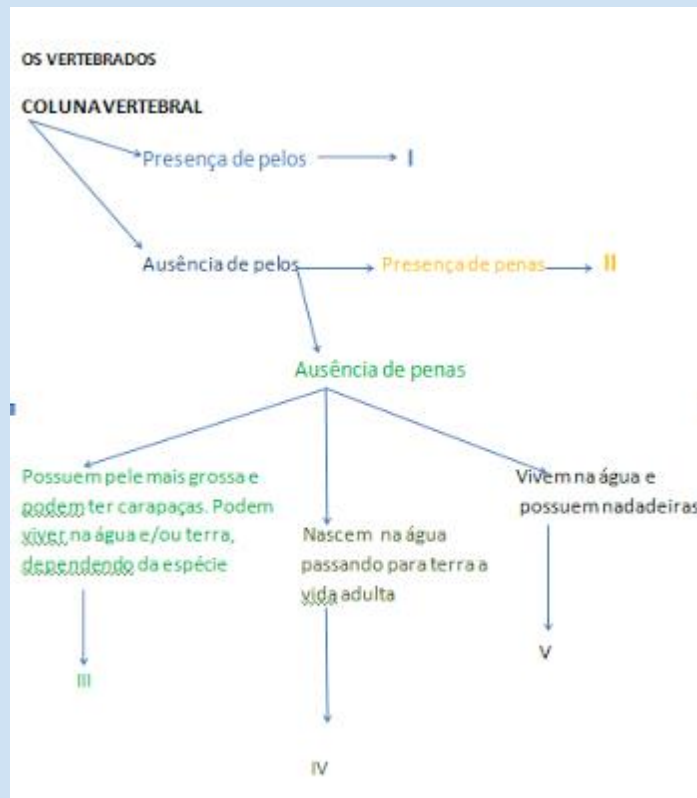 OS VERTEBRADOS
COLUNA VERTEBRAL
Presença de pelos
I
Ausência de pelos
Presença de penas
II
Ausência de penas
Possuem pele mais grossa e
podem ter carapaças. Podem
viver na água e/ou terra,
dependendo da espécie
III
Nascem na água
passando para terra a
vida adulta
IV
Vivem na água e
possuem nadadeiras
V